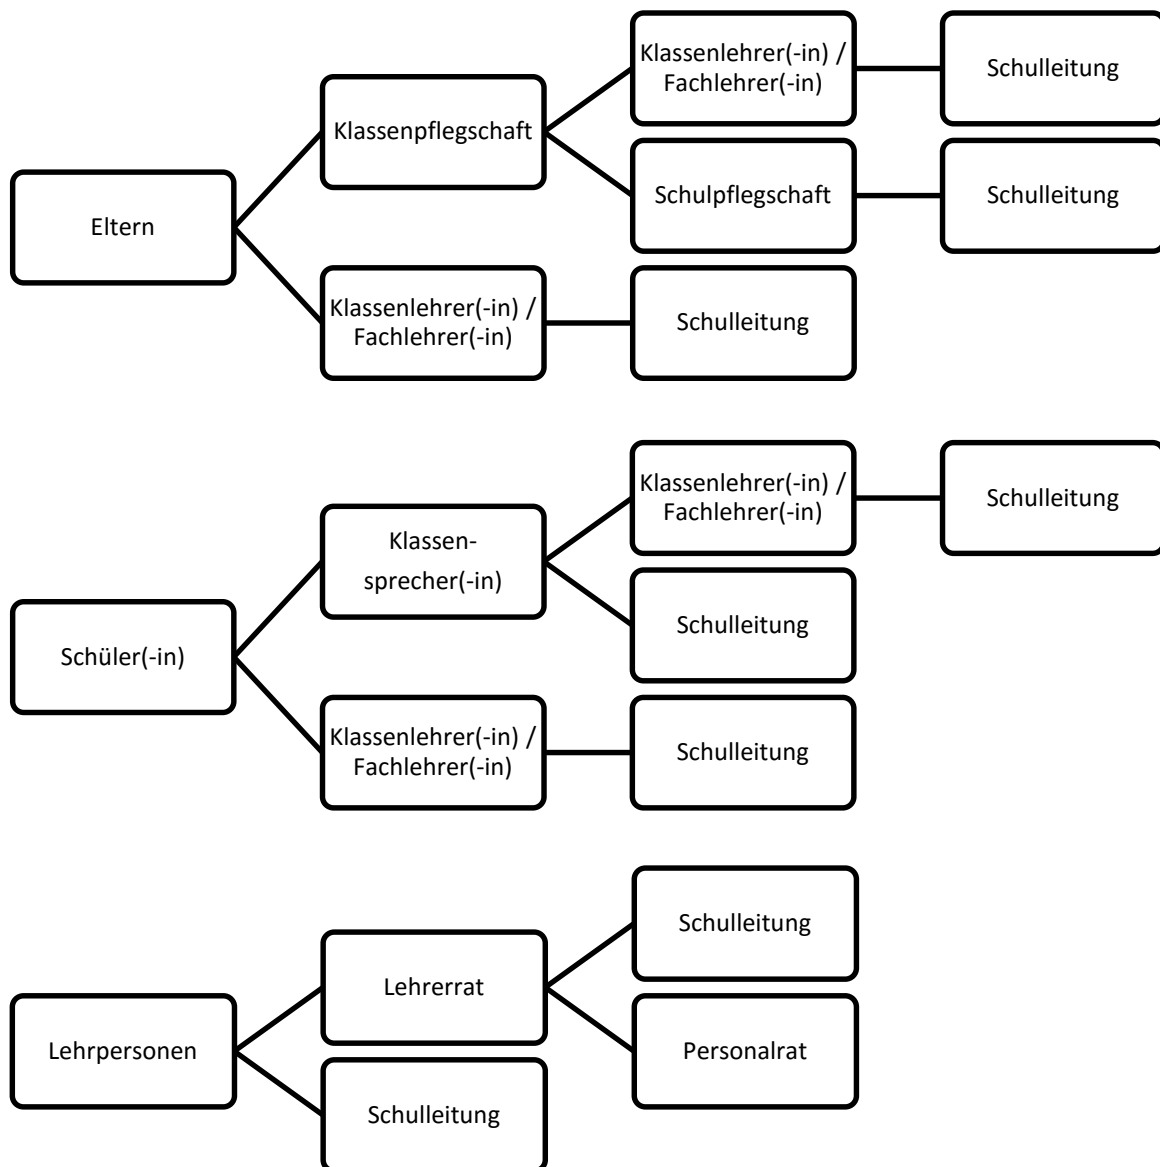 Klassenlehrer(-in) /
Fachlehrer(-in)
Schulleitung
Klassenpflegschaft
Schulpflegschaft
Schulleitung
Eltern
Klassenlehrer(-in) /
Fachlehrer(-in)
Schulleitung
Klassenlehrer(-in) /
Fachlehrer(-in)
Schulleitung
Klassen-
sprecher(-in)
Schulleitung
Schüler(-in)
Klassenlehrer(-in) /
Fachlehrer(-in)
Schulleitung
Schulleitung
Lehrerrat
Lehrpersonen
Personalrat
Schulleitung